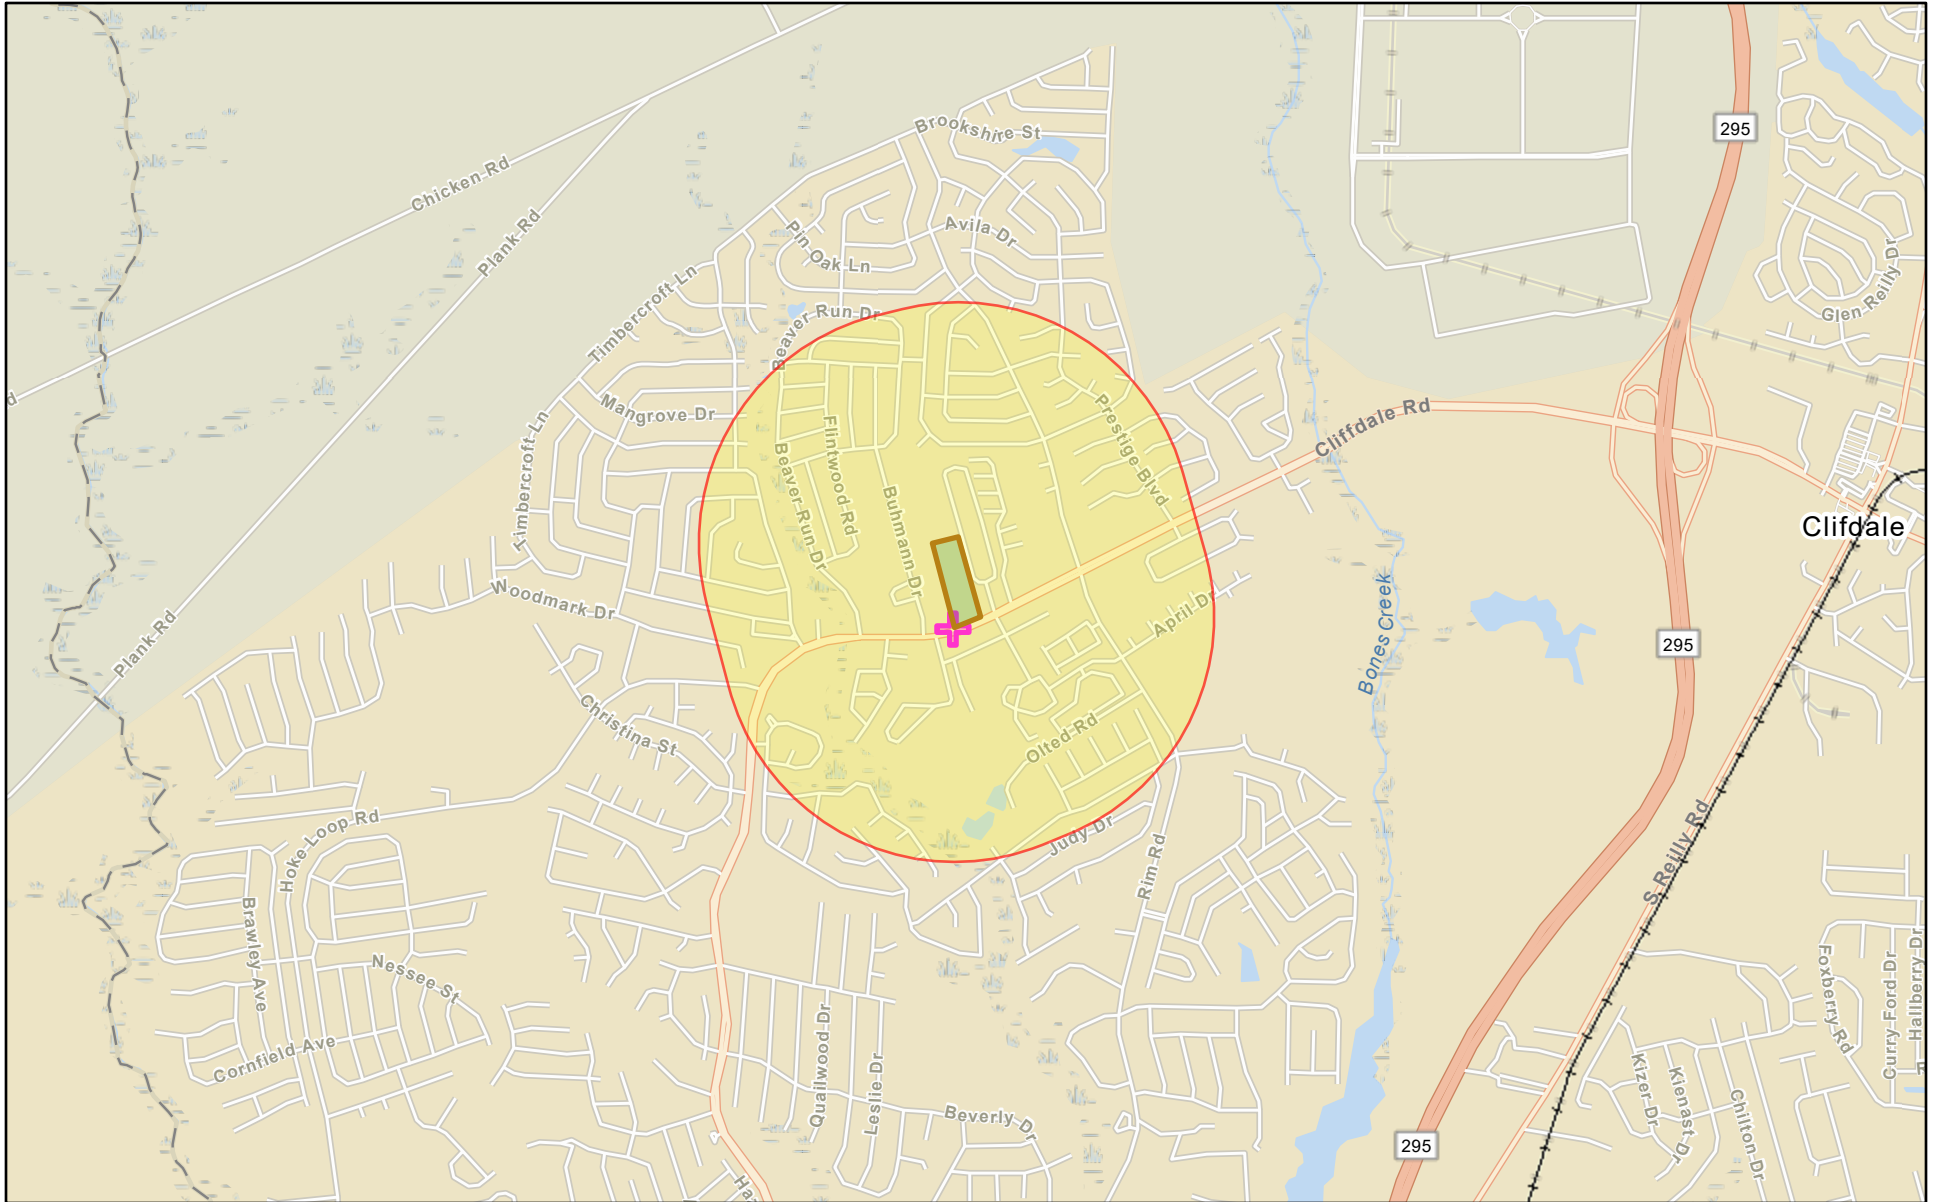 Brookshire St
295
Chicken Rd
Plank Rd
Avila Dr
Pin Oak Ln
Glen Reilly Dr
Timbercroft Ln
Beaver Run Dr
d
Mangrove Dr
Flintwood Rd
Prestige Blvd
Cliffdale Rd
Timbercroft Ln
Beaver Run Dr
Buhmann Dr
Clifdale
Woodmark Dr
April Dr
Bones Creek
Plank Rd
295
Christina St
Olted Rd
Hoke Loop Rd
Judy Dr
Rim Rd
S Reilly Rd
Brawley Ave
Nessee St
Foxberry Rd
Curry Ford Dr
Hallberry Dr
Cornfield Ave
Quailwood Dr
Leslie Dr
Beverly Dr
Kizer Dr
Kienast Dr
Chilton Dr
295
Ha